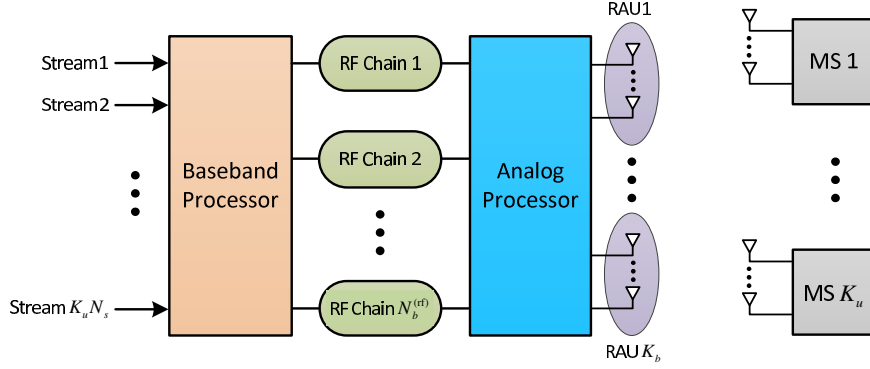 RAU1
Stream1
Stream2
Stream K_u N_s
Baseband
Processor
RF Chain 1
RF Chain 2
RF Chain N_b^(rf)
Analog
Processor
RAU K_b
MS 1
MS K_u